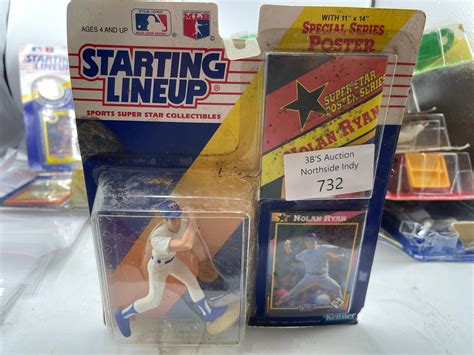 AGES 4 AND UP
STARTING
LINEUP®
SPORTS SUPER STAR COLLECTIBLES
WITH 11" x 14"
SPECIAL SERIES
POSTER
SUPER STAR
POSTER SERIES
NOLAN RYAN
3B'S Auction
Northside Indy
732
NOLAN RYAN
Kenner